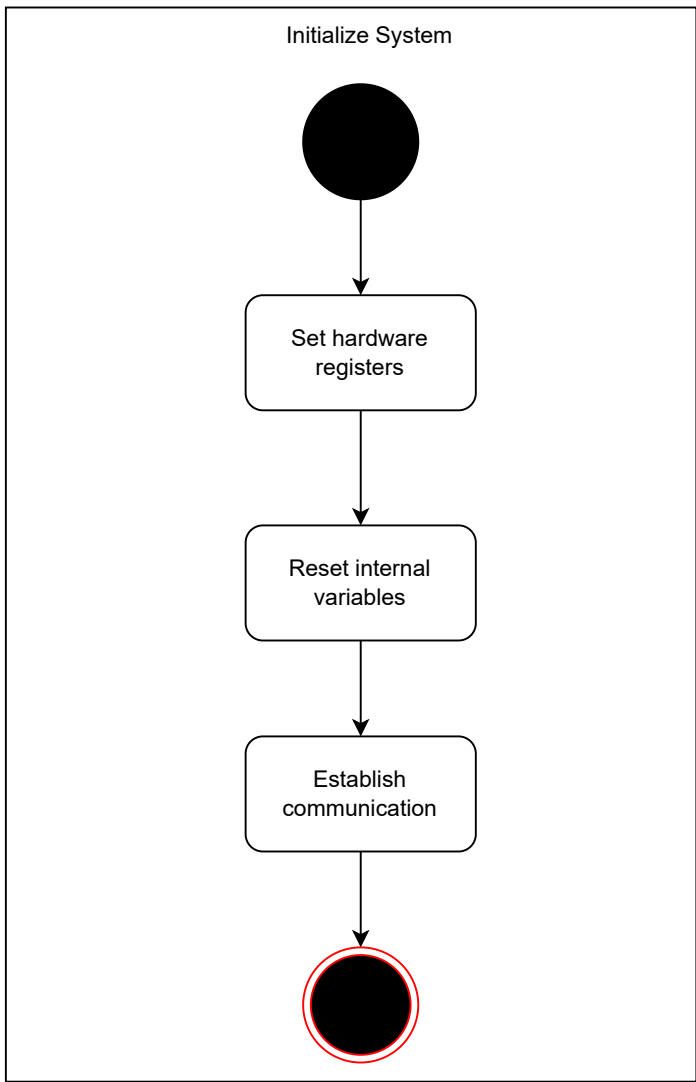 Initialize System
Set hardware
registers
Reset internal
variables
Establish
communication